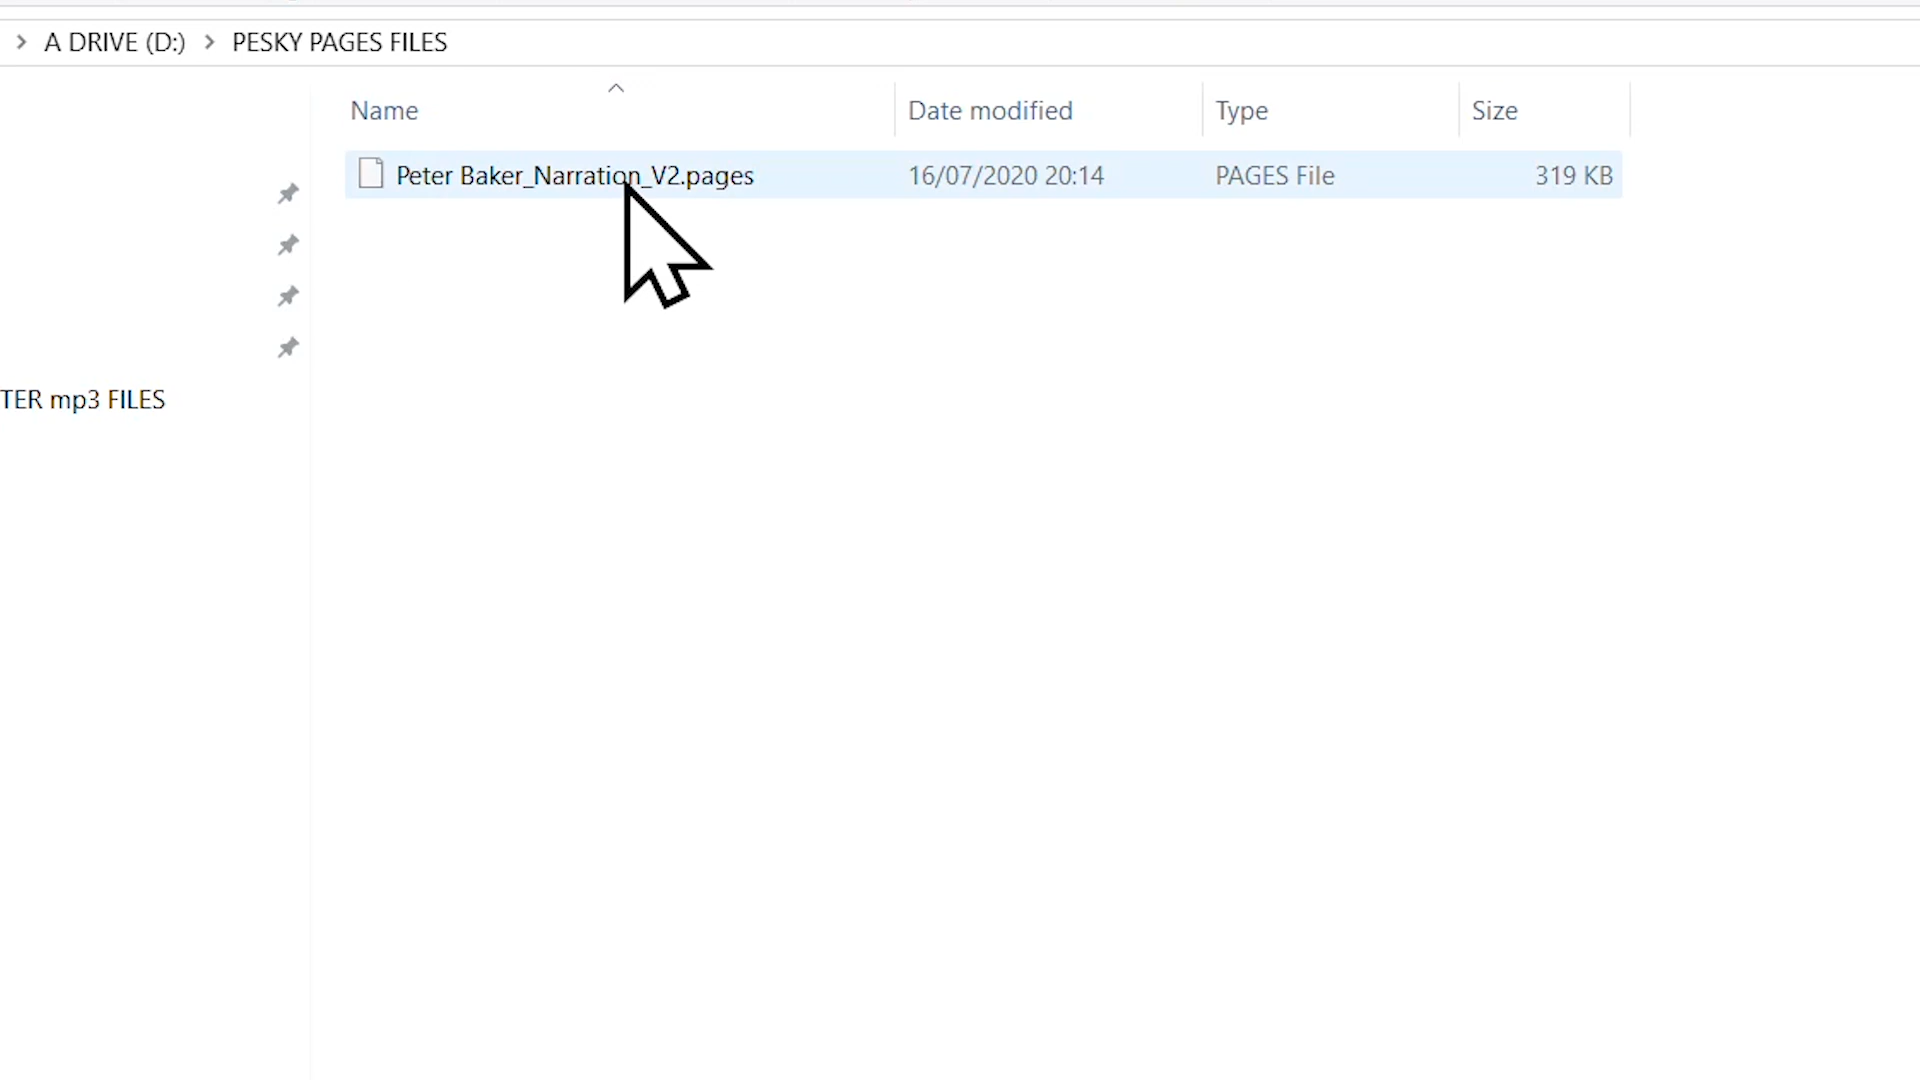 A DRIVE (D:) PESKY PAGES FILES
Name Date modified Type Size
Peter Baker_Narration_V2.pages 16/07/2020 20:14 PAGES File 319 KB
TER mp3 FILES